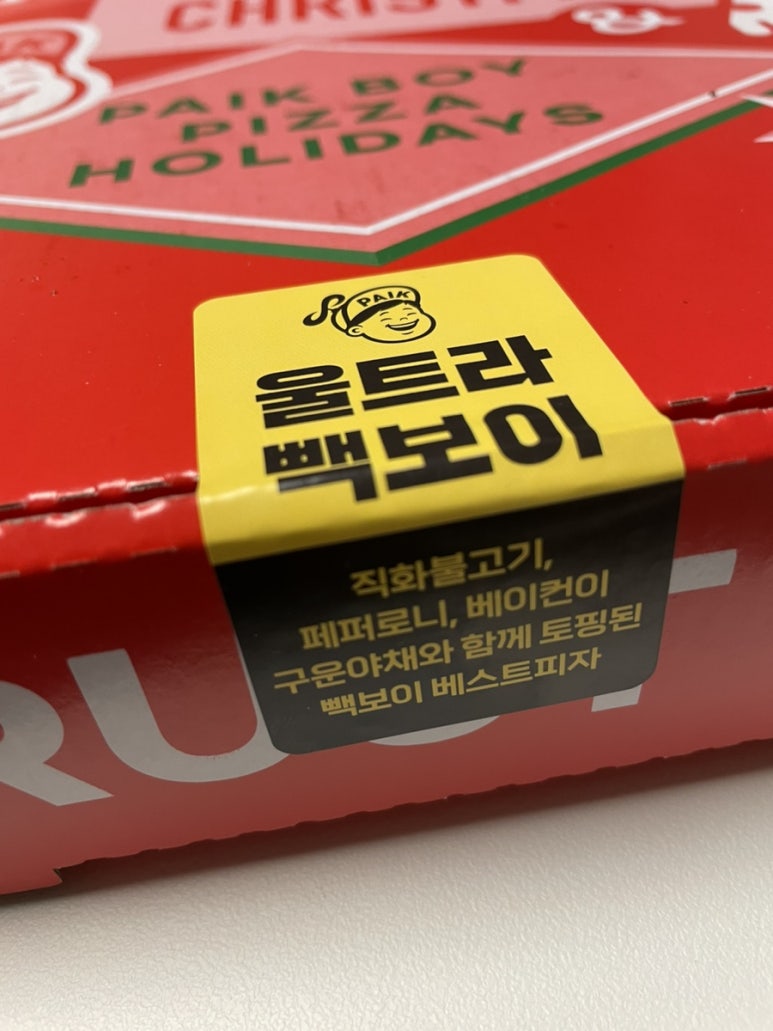 PAIK BOY
PIZZA
HOLIDAYS
PAIK
울트라
빽보이
직화불고기,
페퍼로니, 베이컨이
구운야채와 함께 토핑된
빽보이 베스트피자